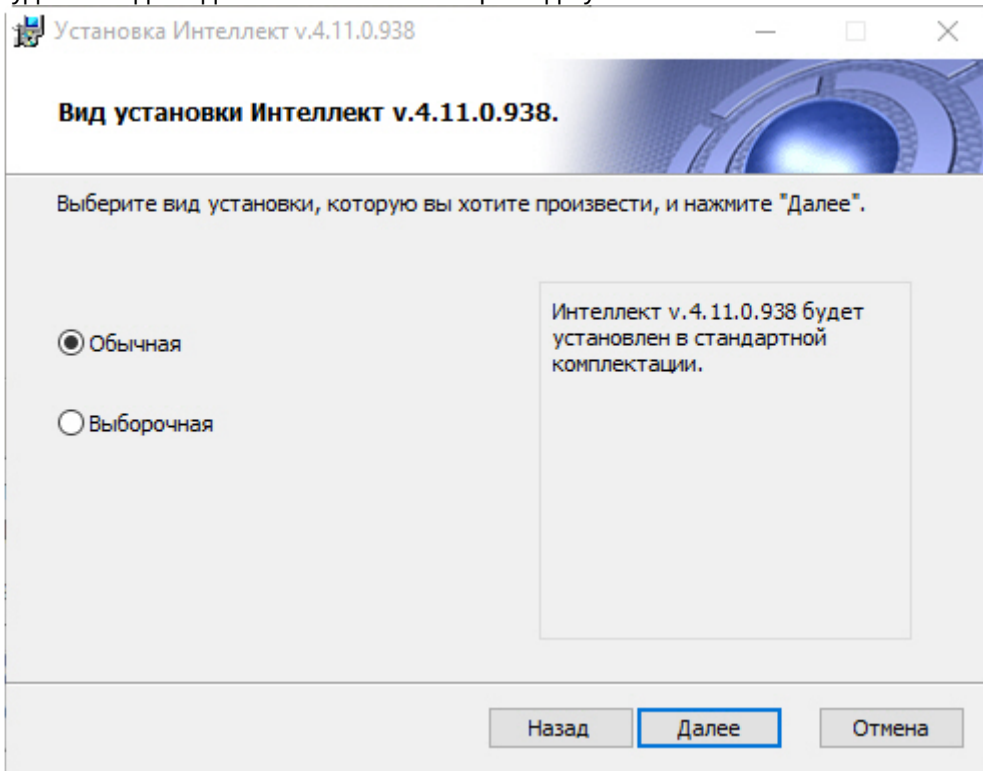 Установка Интеллект v.4.11.0.938
Вид установки Интеллект v.4.11.0.938.
Выберите вид установки, которую вы хотите произвести, и нажмите "Далее".
Обычная
Выборочная
Интеллект v.4.11.0.938 будет
установлен в стандартной
комплектации.
Назад
Далее
Отмена